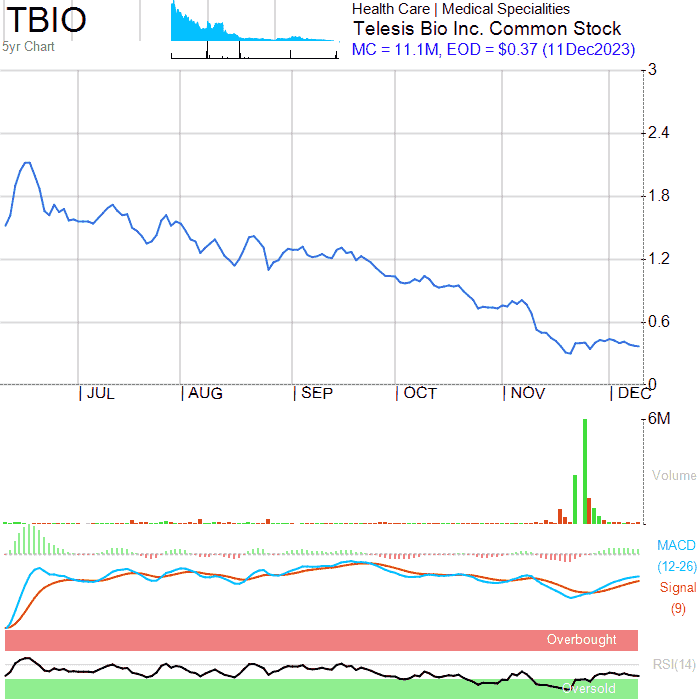 TBIO
5yr Chart
Health Care | Medical Specialities
Telesis Bio Inc. Common Stock
MC = 11.1M, EOD = $0.37 (11Dec2023)
3
2.4
1.8
1.2
0.6
0
| JUL | AUG | SEP | OCT | NOV | DEC
6M
Volume
MACD
(12-26)
Signal
(9)
Overbought
RSI(14)
Oversold